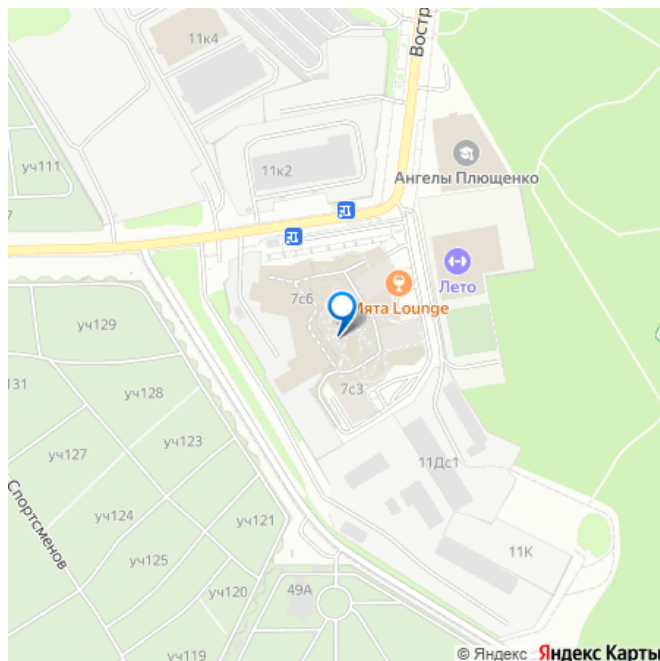 11к4
Востр
уч111
11к2
Ангелы Плющенко
7
7с6
Лето
Мята Lounge
уч129
131
уч128
7с3
уч123
уч127
11Дс1
Спортсменов
уч124
уч121
11К
уч125
49А
уч120
уч119
© Яндекс Яндекс Карты